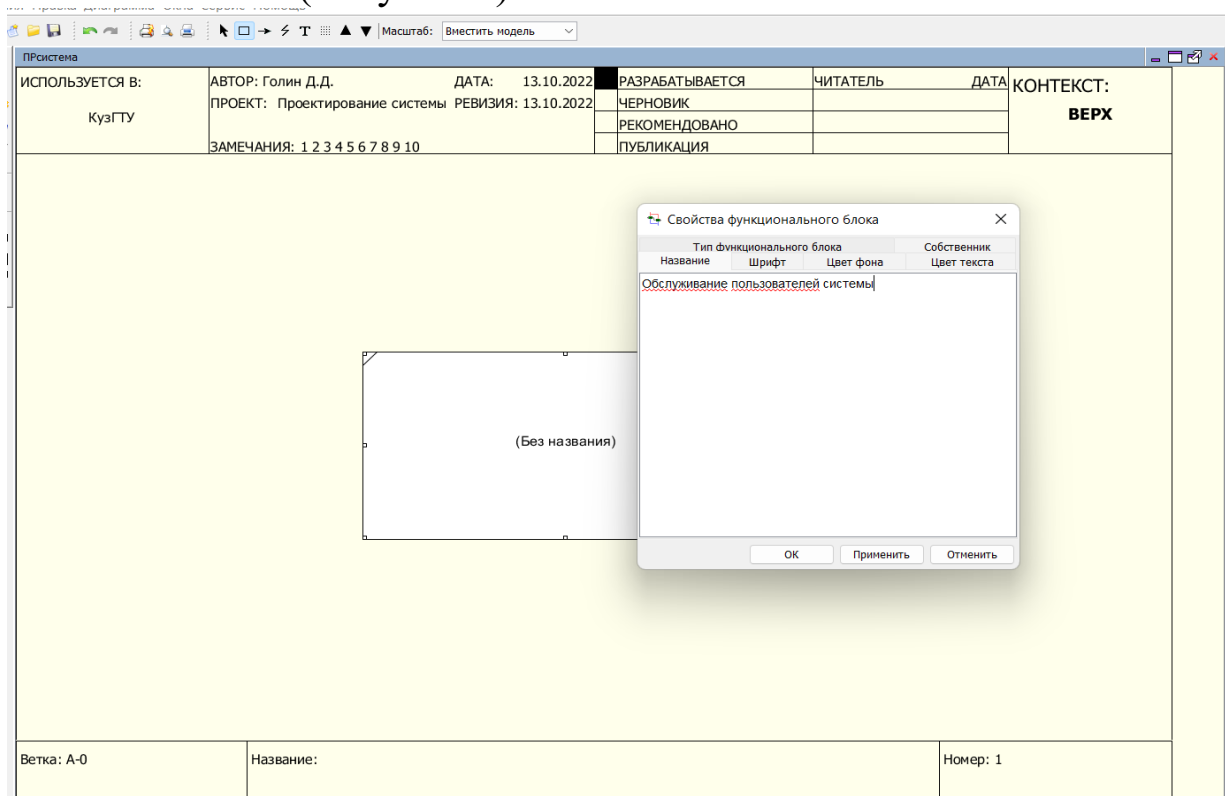 Масштаб: Вместить модель
ПРсистема
ИСПОЛЬЗУЕТСЯ В:
КузГТУ
АВТОР: Голин Д.Д. ДАТА: 13.10.2022
ПРОЕКТ: Проектирование системы РЕВИЗИЯ: 13.10.2022
ЗАМЕЧАНИЯ: 1 2 3 4 5 6 7 8 9 10
РАЗРАБАТЫВАЕТСЯ
ЧЕРНОВИК
РЕКОМЕНДОВАНО
ПУБЛИКАЦИЯ
ЧИТАТЕЛЬ ДАТА
КОНТЕКСТ:
ВЕРХ
Свойства функционального блока
Тип функционального блока Собственник
Название Шрифт Цвет фона Цвет текста
Обслуживание пользователей системы
(Без названия)
ОК Применить Отменить
Ветка: A-0 Название: Номер: 1